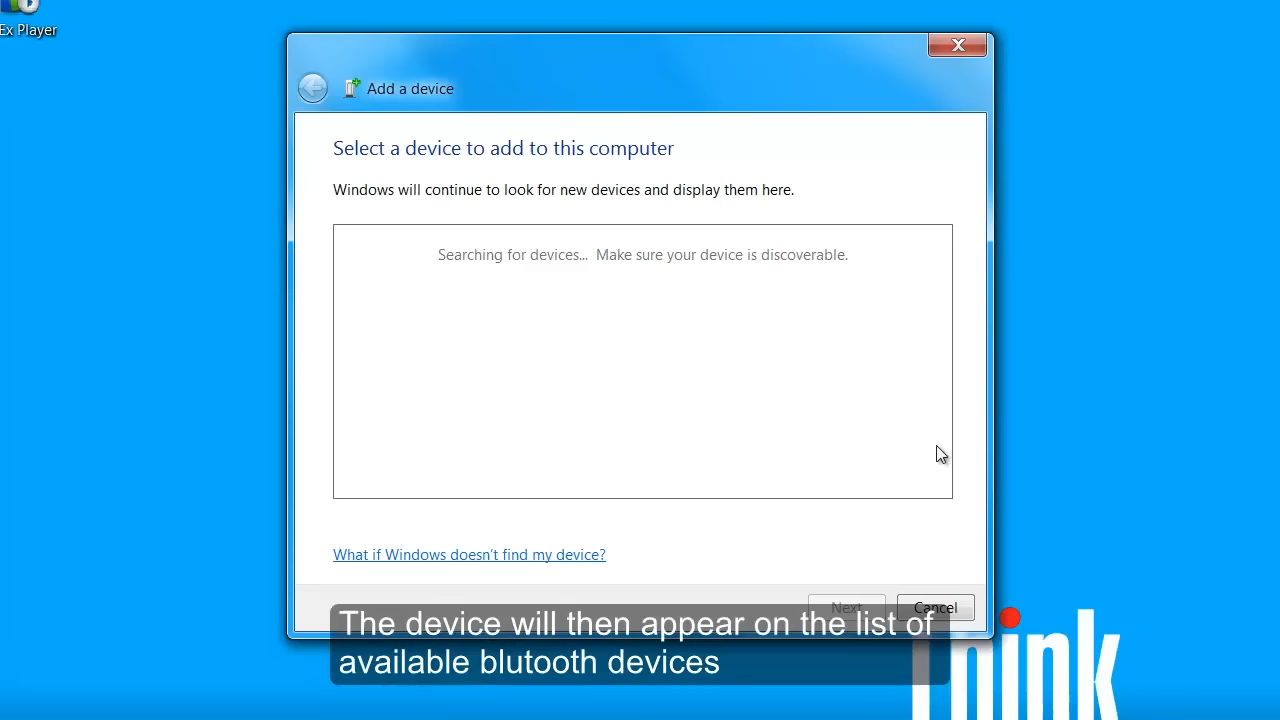 Ex Player
Add a device
Select a device to add to this computer
Windows will continue to look for new devices and display them here.
Searching for devices... Make sure your device is discoverable.
What if Windows doesn't find my device?
Next
Cancel
The device will then appear on the list of
available blutooth devices
Think